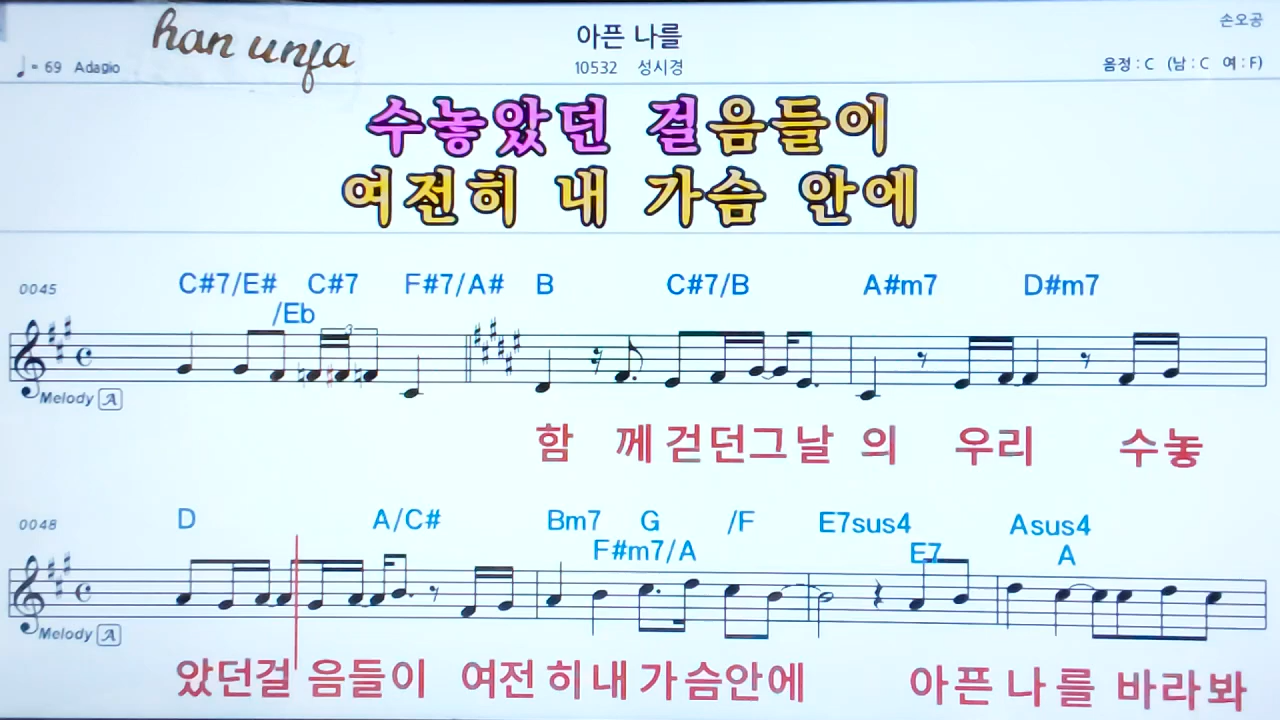 han unfa
아픈 나를
손오공
♩= 69 Adagio
10532 성시경
음정 : C (남 : C 여 : F)
수놓았던 걸음들이
여전히 내 가슴 안에
0045
C#7/E# C#7 F#7/A# B C#7/B A#m7 D#m7
/Eb
3
Melody A
함 께 걷던그날 의 우리 수놓
0048
D A/C# Bm7 G /F E7sus4 Asus4
F#m7/A E7 A
Melody A
았던걸 음들이 여전 히내 가슴안에 아픈 나 를 바라봐